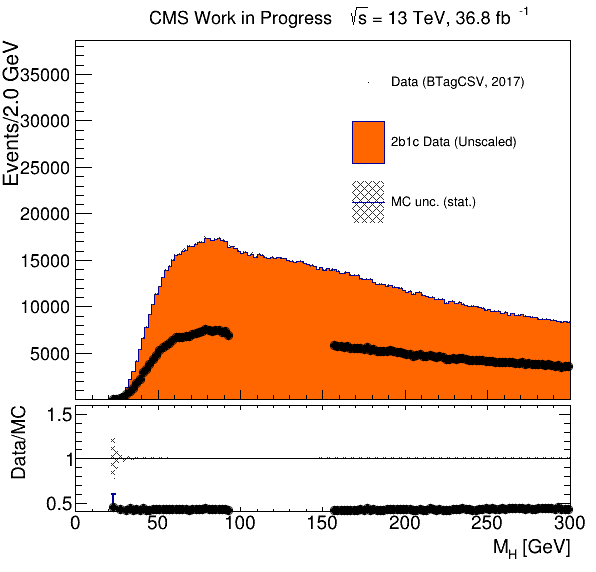 CMS Work in Progress √s = 13 TeV, 36.8 fb⁻¹
Events/2.0 GeV
35000
30000
25000
20000
15000
10000
5000
Data (BTagCSV, 2017)
2b1c Data (Unscaled)
MC unc. (stat.)
Data/MC
1.5
1
0.5
0 50 100 150 200 250 300
M_H [GeV]